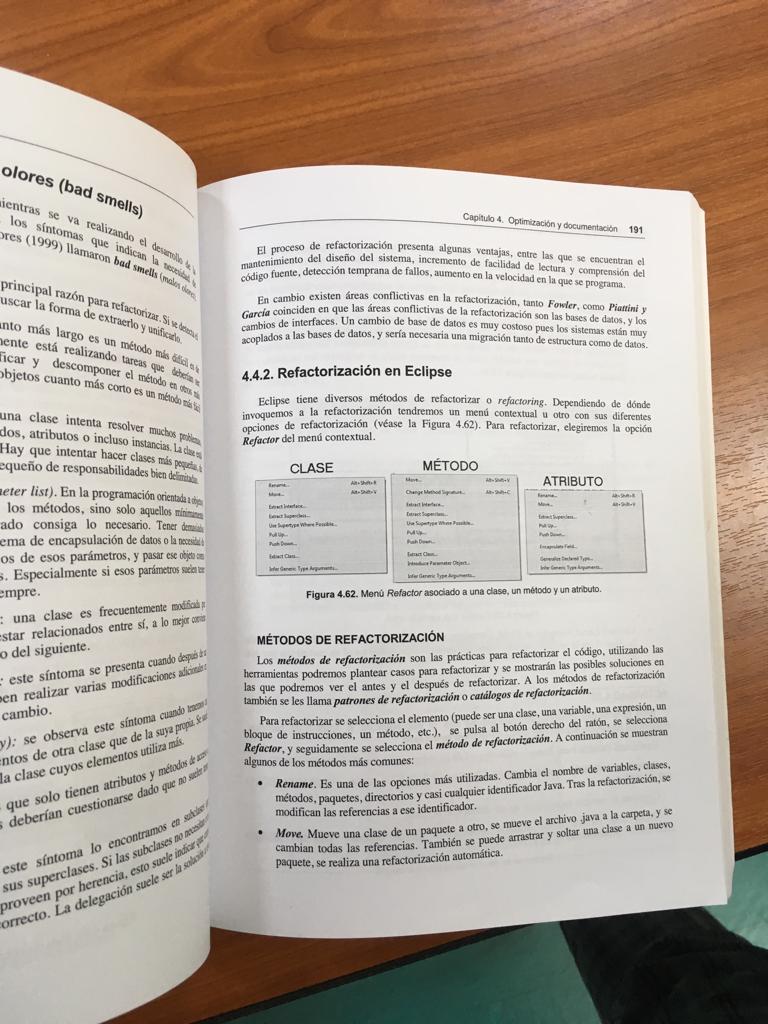 olores (bad smells)
mientras se va realizando el desarrollo de
los síntomas que indican la necesidad
ores (1999) llamaron bad smells (malos olores)
principal razón para refactorizar. Si se detecta
uscar la forma de extraerlo y unificarlo.
anto más largo es un método más difícil es de
mente está realizando tareas que deberían
ficar y descomponer el método en otros
objetos cuanto más corto es un método más
una clase intenta resolver muchos problemas,
dos, atributos o incluso instancias. La clase
Hay que intentar hacer clases más pequeñas,
equeño de responsabilidades bien delimitadas.
meter list). En la programación orientada a objetos
los métodos, sino solo aquellos mínimamente
rado consiga lo necesario. Tener demasiados
ema de encapsulación de datos o la necesidad de
os de esos parámetros, y pasar ese objeto como
s. Especialmente si esos parámetros suelen
empre.
: una clase es frecuentemente modificada
estar relacionados entre sí, a lo mejor
o del siguiente.
: este síntoma se presenta cuando después de
ben realizar varias modificaciones adicionales
cambio.
y): se observa este síntoma cuando tenemos
entos de otra clase que de la suya propia.
la clase cuyos elementos utiliza más.
que solo tienen atributos y métodos de
s deberían cuestionarse dado que no suelen
este síntoma lo encontramos en subclases
sus superclases. Si las subclases no necesitan
proveen por herencia, esto suele indicar que
orrecto. La delegación suele ser la solución
Capítulo 4. Optimización y documentación 191
El proceso de refactorización presenta algunas ventajas, entre las que se encuentran el
mantenimiento del diseño del sistema, incremento de facilidad de lectura y comprensión del
código fuente, detección temprana de fallos, aumento en la velocidad en la que se programa.
En cambio existen áreas conflictivas en la refactorización, tanto Fowler, como Piattini y
García coinciden en que las áreas conflictivas de la refactorización son las bases de datos, y los
cambios de interfaces. Un cambio de base de datos es muy costoso pues los sistemas están muy
acoplados a las bases de datos, y sería necesaria una migración tanto de estructura como de datos.
4.4.2. Refactorización en Eclipse
Eclipse tiene diversos métodos de refactorizar o refactoring. Dependiendo de dónde
invoquemos a la refactorización tendremos un menú contextual u otro con sus diferentes
opciones de refactorización (véase la Figura 4.62). Para refactorizar, elegiremos la opción
Refactor del menú contextual.
CLASE
Rename... Alt+Shift+R
Move... Alt+Shift+V
Extract Interface...
Extract Superclass...
Use Supertype Where Possible...
Pull Up...
Push Down...
Extract Class...
Infer Generic Type Arguments...
MÉTODO
Move... Alt+Shift+V
Change Method Signature... Alt+Shift+C
Extract Interface...
Extract Superclass...
Use Supertype Where Possible...
Pull Up...
Push Down...
Extract Class...
Introduce Parameter Object...
Infer Generic Type Arguments...
ATRIBUTO
Rename... Alt+Shift+R
Move... Alt+Shift+V
Extract Superclass...
Pull Up...
Push Down...
Encapsulate Field...
Generalize Declared Type...
Infer Generic Type Arguments...
Figura 4.62. Menú Refactor asociado a una clase, un método y un atributo.
MÉTODOS DE REFACTORIZACIÓN
Los métodos de refactorización son las prácticas para refactorizar el código, utilizando las
herramientas podremos plantear casos para refactorizar y se mostrarán las posibles soluciones en
las que podremos ver el antes y el después de refactorizar. A los métodos de refactorización
también se les llama patrones de refactorización o catálogos de refactorización.
Para refactorizar se selecciona el elemento (puede ser una clase, una variable, una expresión, un
bloque de instrucciones, un método, etc.), se pulsa al botón derecho del ratón, se selecciona
Refactor, y seguidamente se selecciona el método de refactorización. A continuación se muestran
algunos de los métodos más comunes:
• Rename. Es una de las opciones más utilizadas. Cambia el nombre de variables, clases,
métodos, paquetes, directorios y casi cualquier identificador Java. Tras la refactorización, se
modifican las referencias a ese identificador.
• Move. Mueve una clase de un paquete a otro, se mueve el archivo .java a la carpeta, y se
cambian todas las referencias. También se puede arrastrar y soltar una clase a un nuevo
paquete, se realiza una refactorización automática.